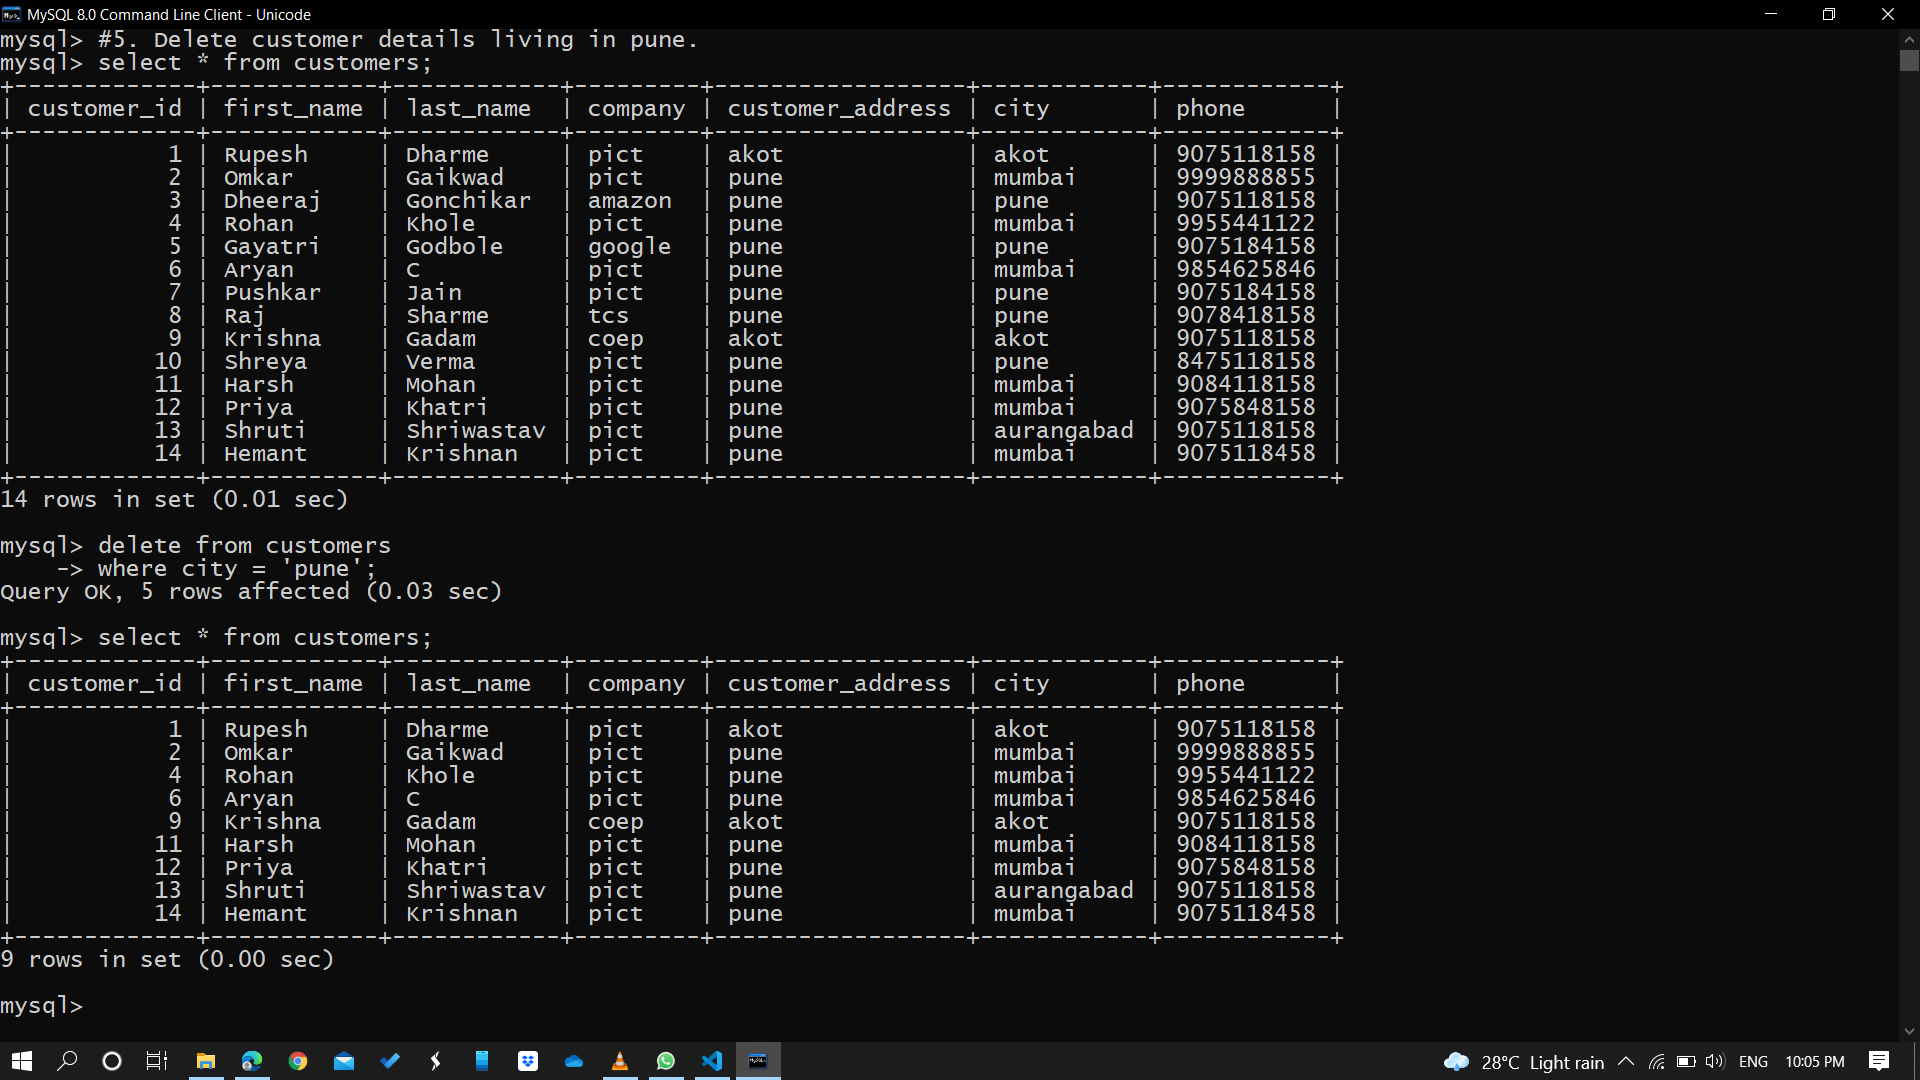 MySQL 8.0 Command Line Client - Unicode
mysql> #5. Delete customer details living in pune.
mysql> select * from customers;
+-------------+------------+------------+---------+------------------+------------+------------+
| customer_id | first_name | last_name  | company | customer_address | city       | phone      |
+-------------+------------+------------+---------+------------------+------------+------------+
|           1 | Rupesh     | Dharme     | pict    | akot             | akot       | 9075118158 |
|           2 | Omkar      | Gaikwad    | pict    | pune             | mumbai     | 9999888855 |
|           3 | Dheeraj    | Gonchikar  | amazon  | pune             | pune       | 9075118158 |
|           4 | Rohan      | Khole      | pict    | pune             | mumbai     | 9955441122 |
|           5 | Gayatri    | Godbole    | google  | pune             | pune       | 9075184158 |
|           6 | Aryan      | C          | pict    | pune             | mumbai     | 9854625846 |
|           7 | Pushkar    | Jain       | pict    | pune             | pune       | 9075184158 |
|           8 | Raj        | Sharme     | tcs     | pune             | pune       | 9078418158 |
|           9 | Krishna    | Gadam      | coep    | akot             | akot       | 9075118158 |
|          10 | Shreya     | Verma      | pict    | pune             | pune       | 8475118158 |
|          11 | Harsh      | Mohan      | pict    | pune             | mumbai     | 9084118158 |
|          12 | Priya      | Khatri     | pict    | pune             | mumbai     | 9075848158 |
|          13 | Shruti     | Shriwastav | pict    | pune             | aurangabad | 9075118158 |
|          14 | Hemant     | Krishnan   | pict    | pune             | mumbai     | 9075118458 |
+-------------+------------+------------+---------+------------------+------------+------------+
14 rows in set (0.01 sec)
mysql> delete from customers
    -> where city = 'pune';
Query OK, 5 rows affected (0.03 sec)
mysql> select * from customers;
+-------------+------------+------------+---------+------------------+------------+------------+
| customer_id | first_name | last_name  | company | customer_address | city       | phone      |
+-------------+------------+------------+---------+------------------+------------+------------+
|           1 | Rupesh     | Dharme     | pict    | akot             | akot       | 9075118158 |
|           2 | Omkar      | Gaikwad    | pict    | pune             | mumbai     | 9999888855 |
|           4 | Rohan      | Khole      | pict    | pune             | mumbai     | 9955441122 |
|           6 | Aryan      | C          | pict    | pune             | mumbai     | 9854625846 |
|           9 | Krishna    | Gadam      | coep    | akot             | akot       | 9075118158 |
|          11 | Harsh      | Mohan      | pict    | pune             | mumbai     | 9084118158 |
|          12 | Priya      | Khatri     | pict    | pune             | mumbai     | 9075848158 |
|          13 | Shruti     | Shriwastav | pict    | pune             | aurangabad | 9075118158 |
|          14 | Hemant     | Krishnan   | pict    | pune             | mumbai     | 9075118458 |
+-------------+------------+------------+---------+------------------+------------+------------+
9 rows in set (0.00 sec)
mysql>
28°C Light rain ENG 10:05 PM